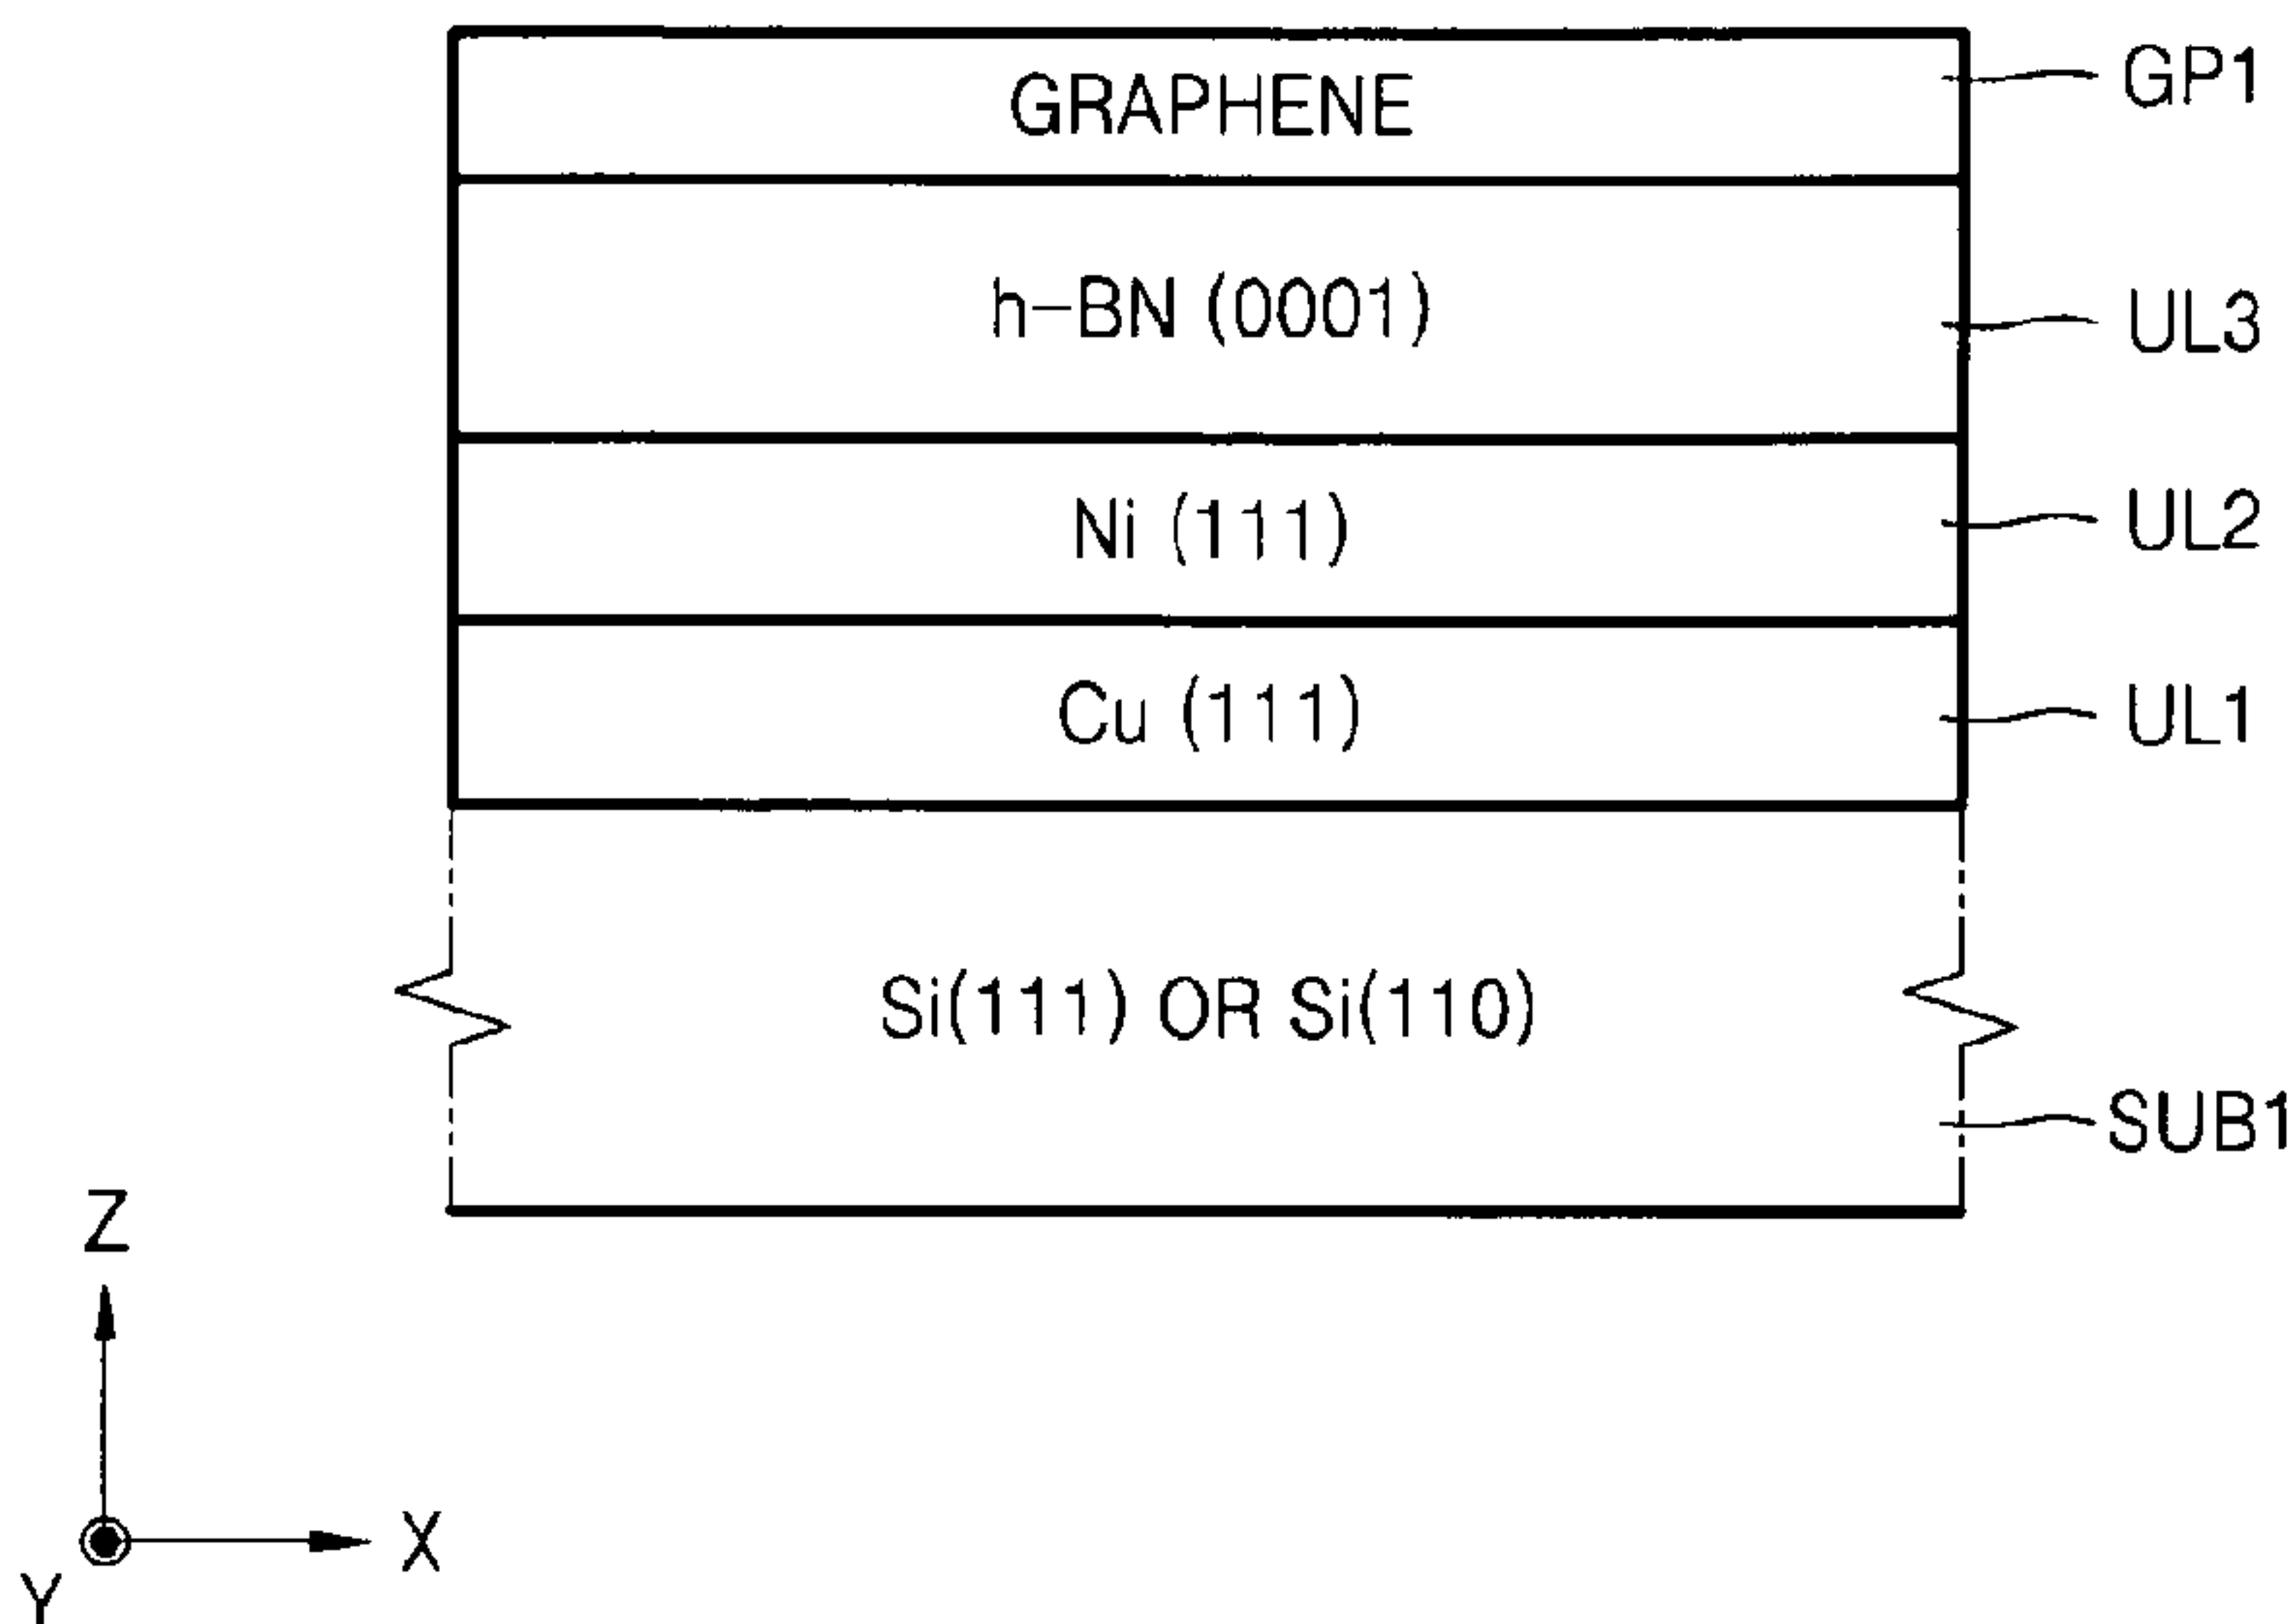 GRAPHENE GP1
h-BN (0001) UL3
Ni (111) UL2
Cu (111) UL1
Si(111) OR Si(110)
SUB1
Z
X
Y